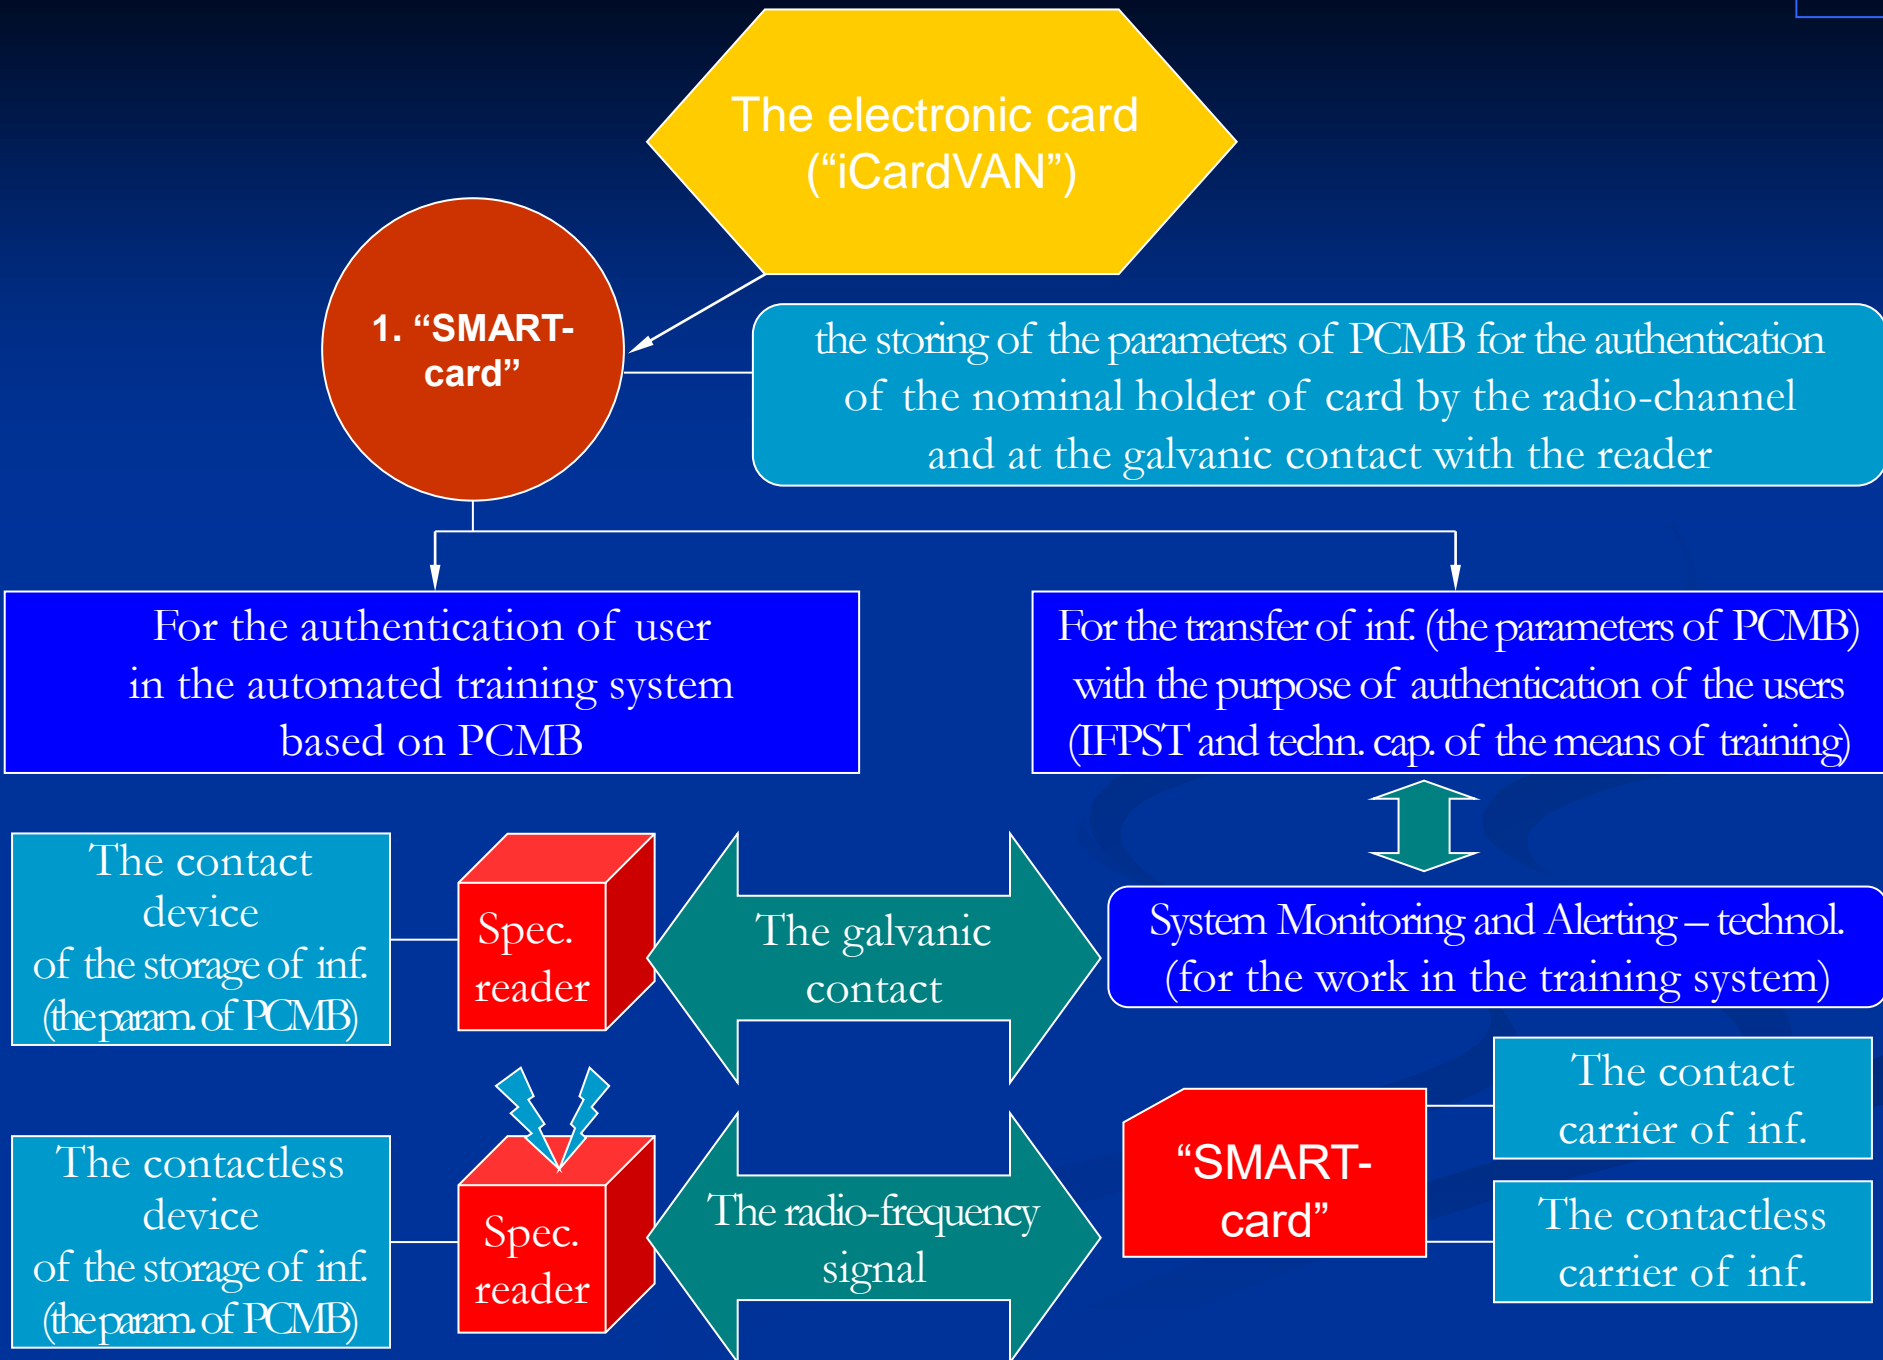 The electronic card
(“iCardVAN”)
1. “SMART-
card”
the storing of the parameters of PCMB for the authentication
of the nominal holder of card by the radio-channel
and at the galvanic contact with the reader
For the authentication of user
in the automated training system
based on PCMB
For the transfer of inf. (the parameters of PCMB)
with the purpose of authentication of the users
(IFPST and techn. cap. of the means of training)
The contact
device
of the storage of inf.
(the param. of PCMB)
Spec.
reader
The galvanic
contact
System Monitoring and Alerting – technol.
(for the work in the training system)
The contactless
device
of the storage of inf.
(the param. of PCMB)
Spec.
reader
The radio-frequency
signal
“SMART-
card”
The contact
carrier of inf.
The contactless
carrier of inf.